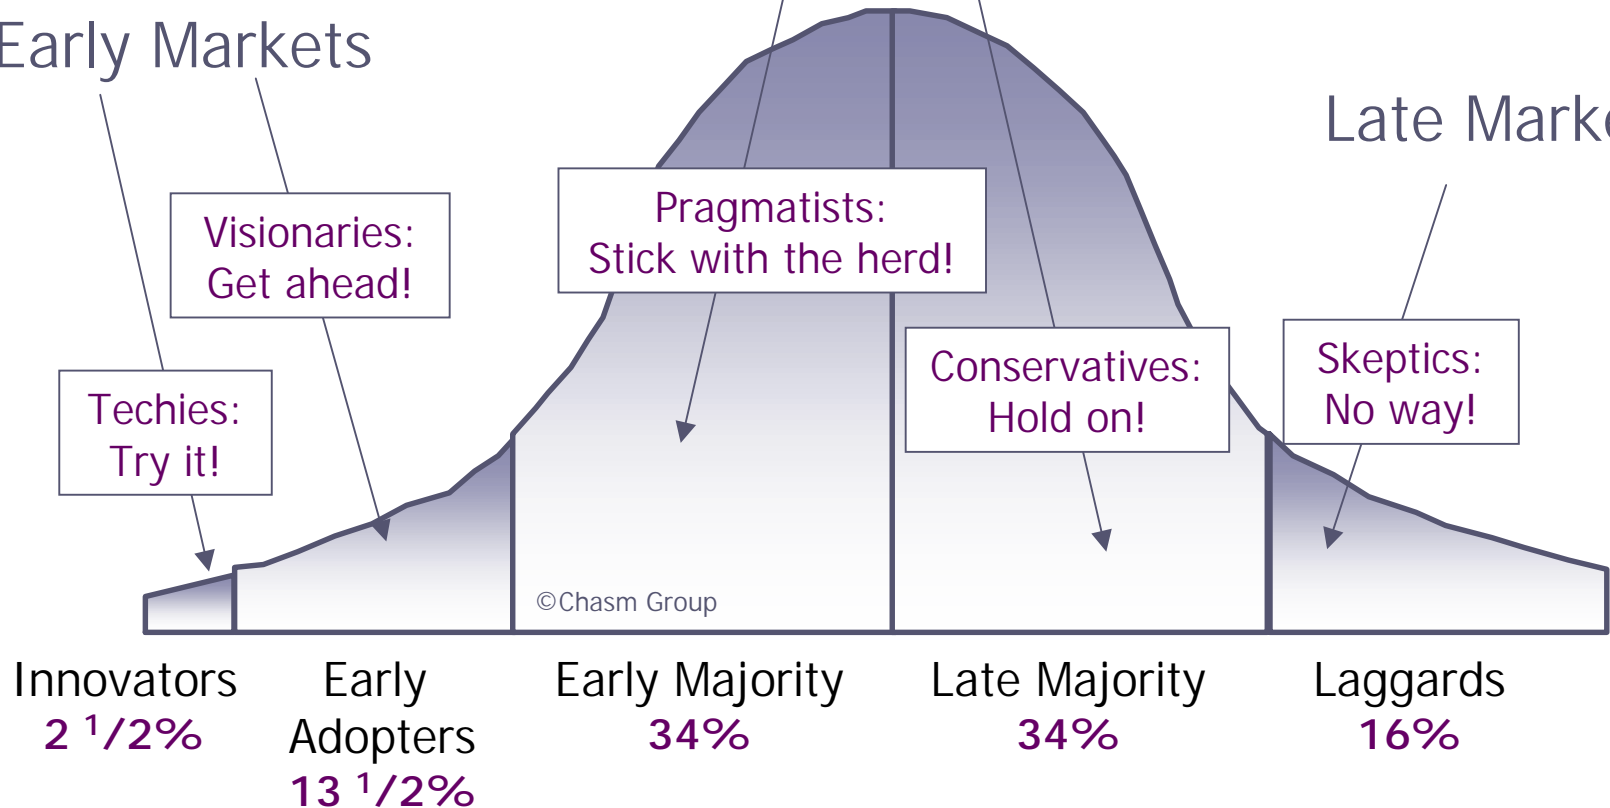 Early Markets
Late Marke
Visionaries:
Get ahead!
Pragmatists:
Stick with the herd!
Techies:
Try it!
Conservatives:
Hold on!
Skeptics:
No way!
©Chasm Group
Innovators
2 1/2%
Early
Adopters
13 1/2%
Early Majority
34%
Late Majority
34%
Laggards
16%